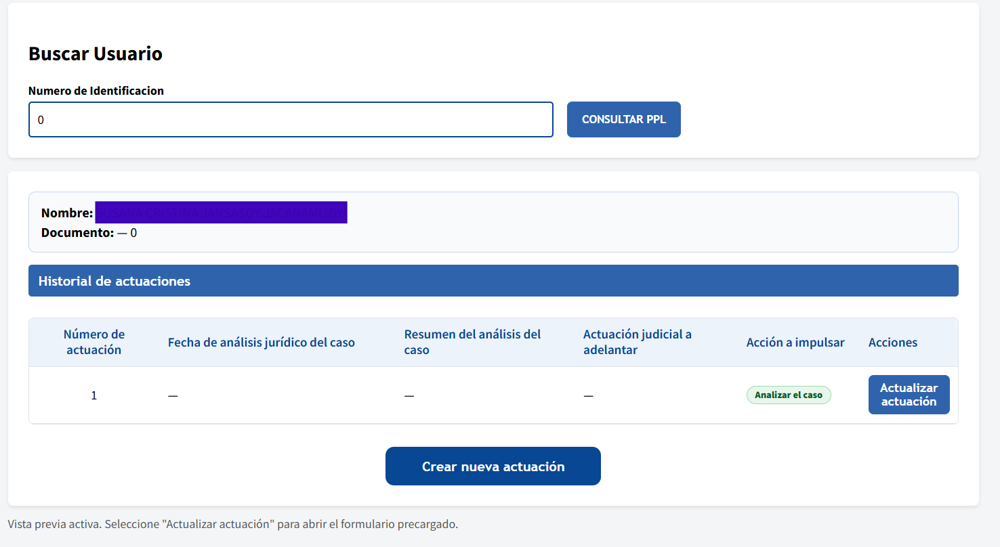 Buscar Usuario
Numero de Identificacion
0
CONSULTAR PPL
Nombre:
Documento: — 0
Historial de actuaciones
Número de actuación
Fecha de análisis jurídico del caso
Resumen del análisis del caso
Actuación judicial a adelantar
Acción a impulsar
Acciones
1
—
—
—
Analizar el caso
Actualizar actuación
Crear nueva actuación
Vista previa activa. Seleccione "Actualizar actuación" para abrir el formulario precargado.